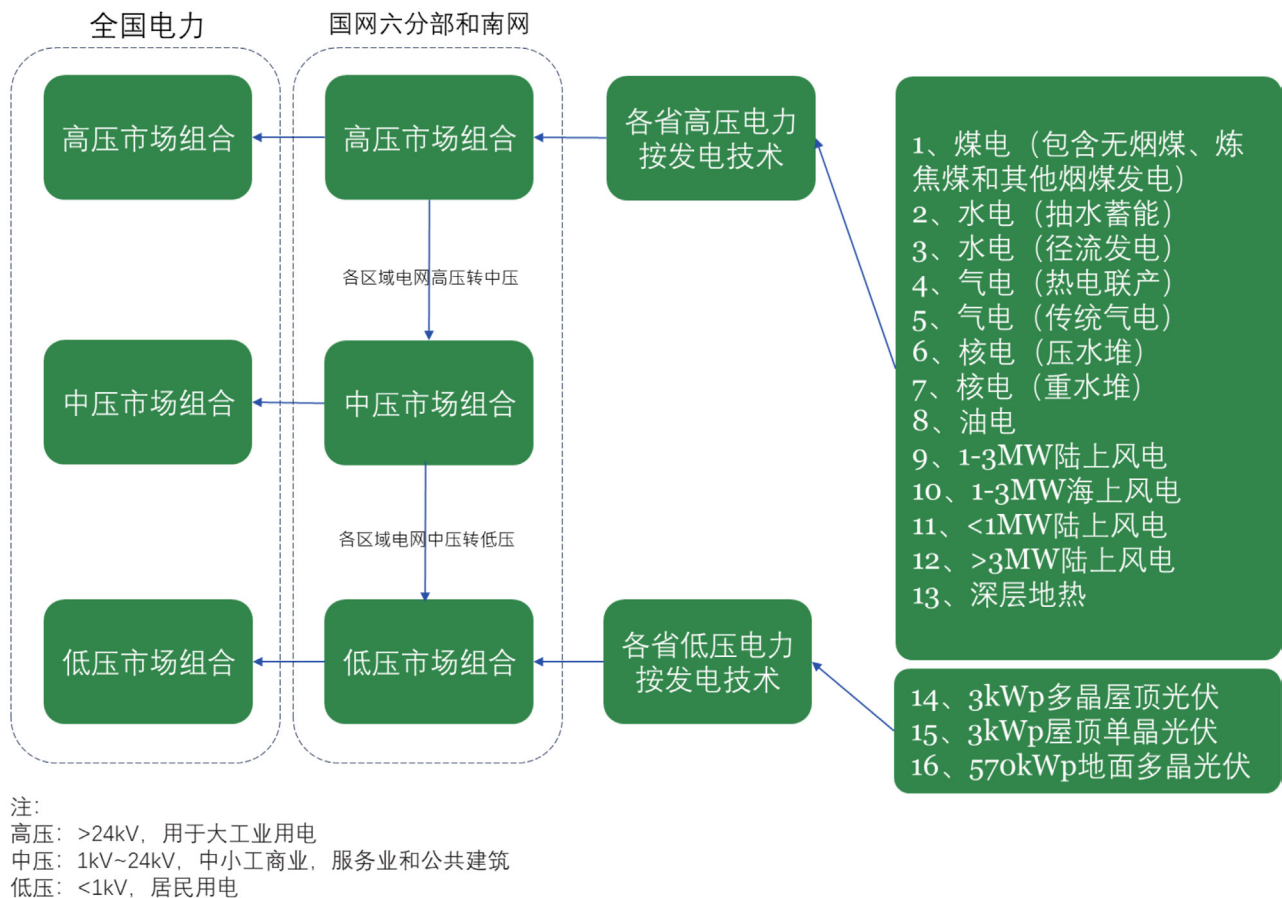 全国电力
国网六分部和南网
高压市场组合
高压市场组合
各省高压电力
按发电技术
1、煤电（包含无烟煤、炼
焦煤和其他烟煤发电）
2、水电（抽水蓄能）
3、水电（径流发电）
4、气电（热电联产）
5、气电（传统气电）
6、核电（压水堆）
7、核电（重水堆）
8、油电
9、1-3MW陆上风电
10、1-3MW海上风电
11、<1MW陆上风电
12、>3MW陆上风电
13、深层地热
各区域电网高压转中压
中压市场组合
中压市场组合
各区域电网中压转低压
低压市场组合
低压市场组合
各省低压电力
按发电技术
14、3kWp多晶屋顶光伏
15、3kWp屋顶单晶光伏
16、570kWp地面多晶光伏
注：
高压：>24kV，用于大工业用电
中压：1kV~24kV，中小工商业，服务业和公共建筑
低压：<1kV，居民用电